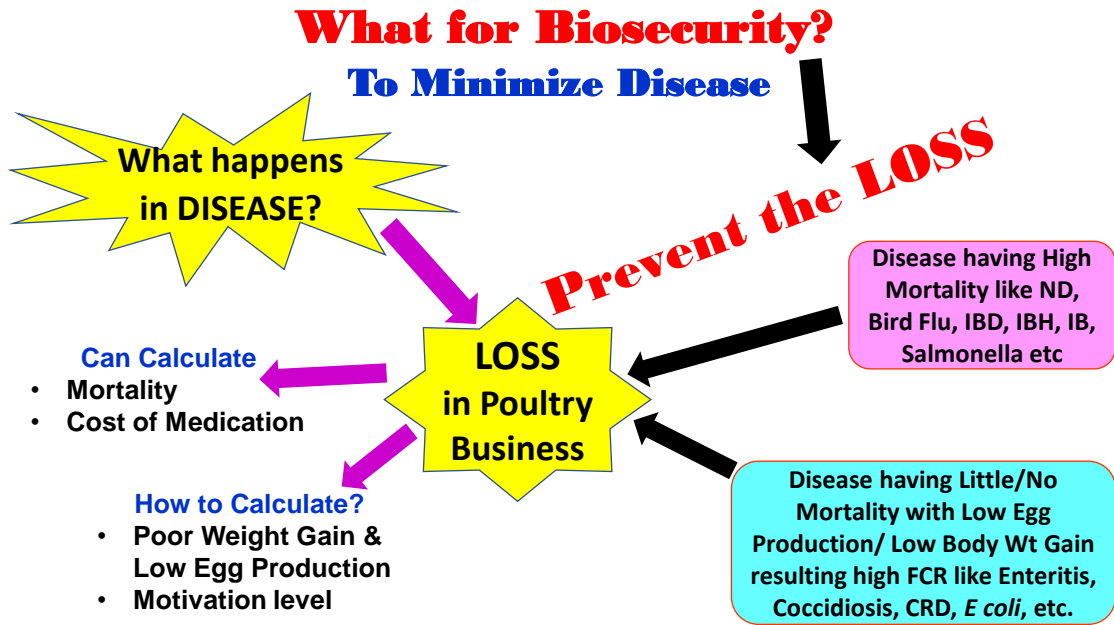 What for Biosecurity?
To Minimize Disease
What happens
in DISEASE?
Prevent the LOSS
Disease having High
Mortality like ND,
Bird Flu, IBD, IBH, IB,
Salmonella etc
LOSS
in Poultry
Business
Can Calculate
• Mortality
• Cost of Medication
How to Calculate?
• Poor Weight Gain &
Low Egg Production
• Motivation level
Disease having Little/No
Mortality with Low Egg
Production/ Low Body Wt Gain
resulting high FCR like Enteritis,
Coccidiosis, CRD, E coli, etc.